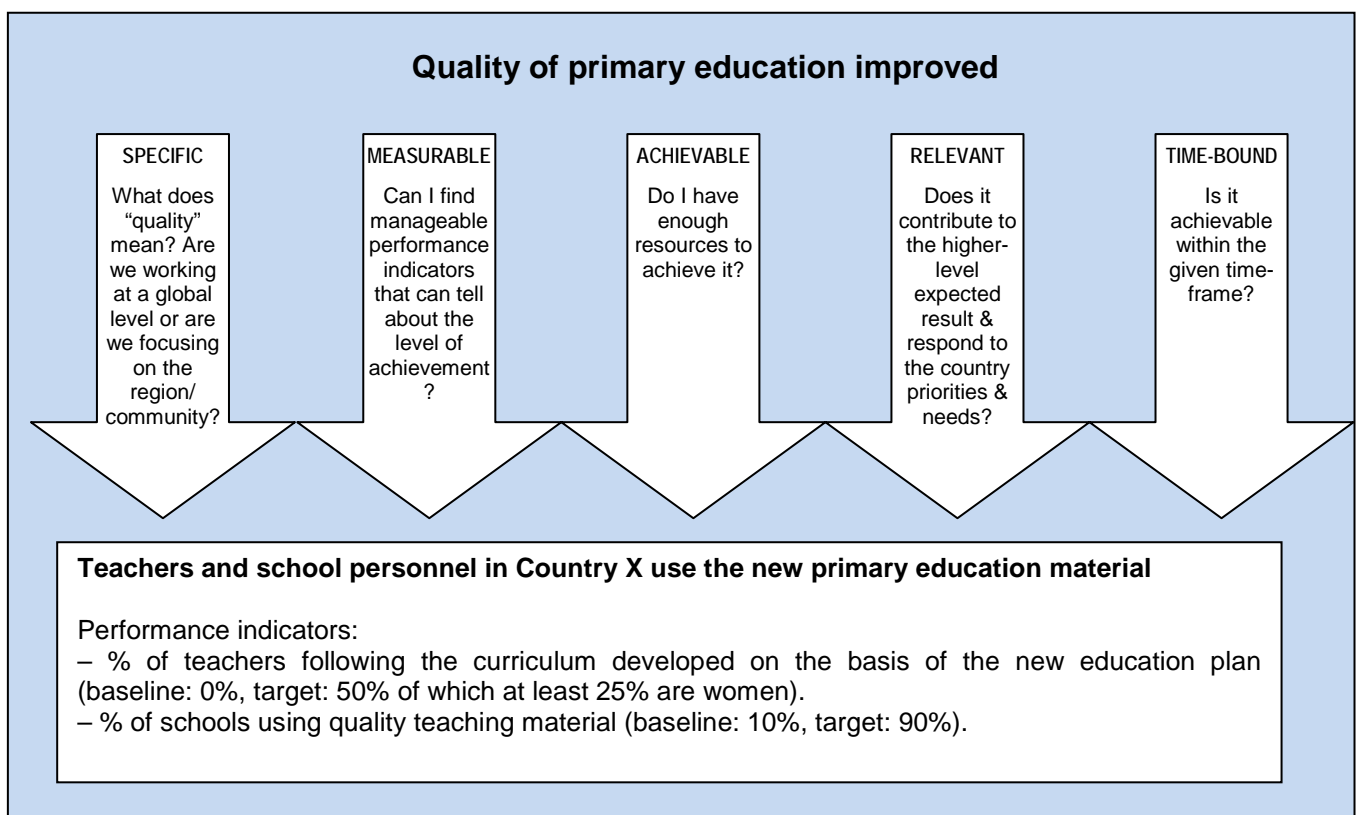 Quality of primary education improved
SPECIFIC
What does
“quality”
mean? Are
we working
at a global
level or are
we focusing
on the
region/
community?
MEASURABLE
Can I find
manageable
performance
indicators
that can tell
about the
level of
achievement
?
ACHIEVABLE
Do I have
enough
resources to
achieve it?
RELEVANT
Does it
contribute to
the higher-
level
expected
result &
respond to
the country
priorities &
needs?
TIME-BOUND
Is it
achievable
within the
given time-
frame?
Teachers and school personnel in Country X use the new primary education material
Performance indicators:
– % of teachers following the curriculum developed on the basis of the new education plan
(baseline: 0%, target: 50% of which at least 25% are women).
– % of schools using quality teaching material (baseline: 10%, target: 90%).